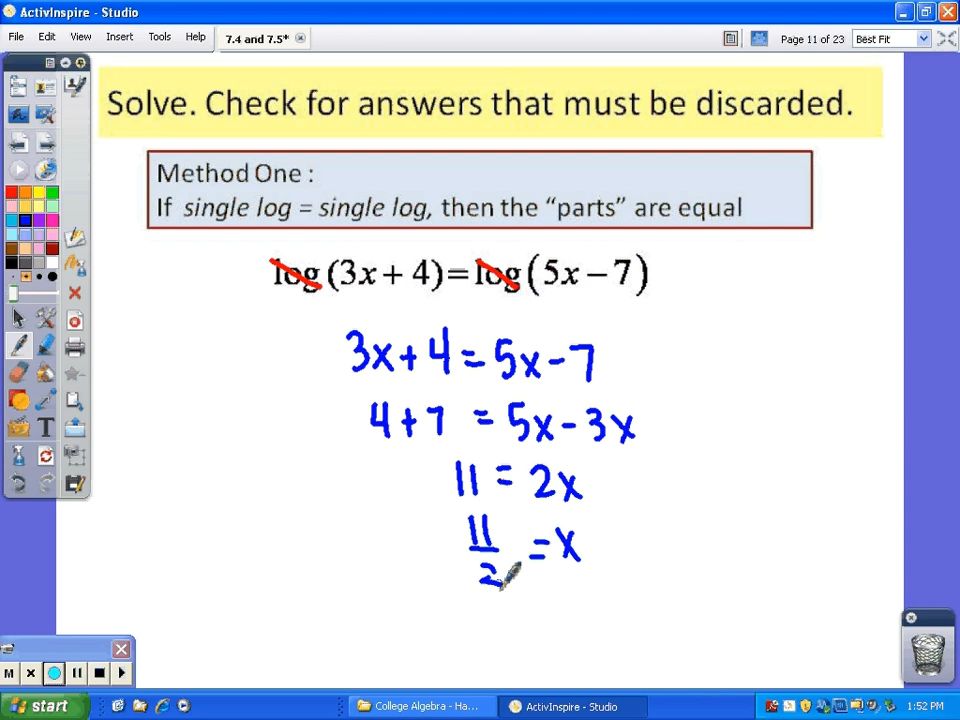 ActivInspire - Studio
File Edit View Insert Tools Help 7.4 and 7.5* Page 11 of 23 Best Fit
Solve. Check for answers that must be discarded.
Method One :
If single log = single log, then the "parts" are equal
log (3x + 4) = log (5x − 7)
3x + 4 = 5x - 7
4 + 7 = 5x - 3x
11 = 2x
11/2 = x
M
start College Algebra - Ha... ActivInspire - Studio 1:52 PM